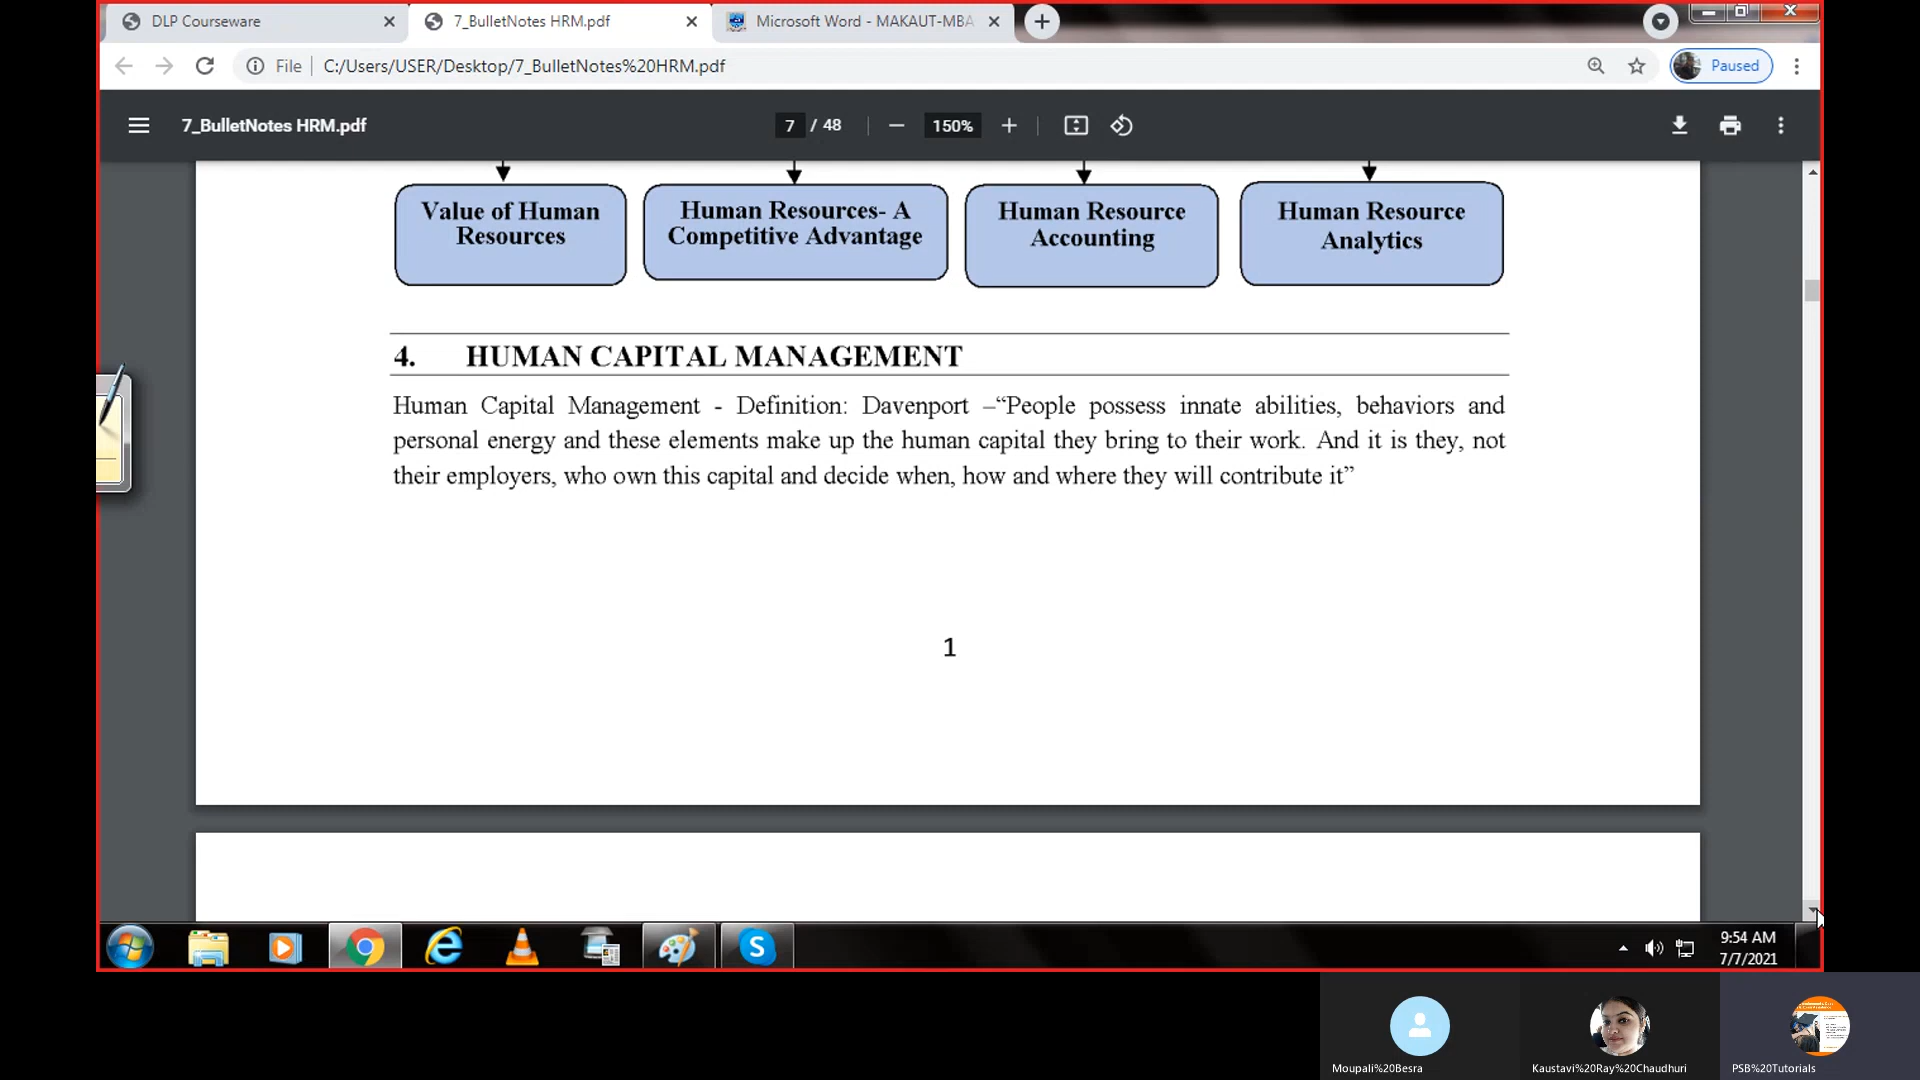 DLP Courseware
7_BulletNotes HRM.pdf
Microsoft Word - MAKAUT-MBA
File
C:/Users/USER/Desktop/7_BulletNotes%20HRM.pdf
Paused
7_BulletNotes HRM.pdf
7 / 48
150%
Value of Human
Resources
Human Resources- A
Competitive Advantage
Human Resource
Accounting
Human Resource
Analytics
4. HUMAN CAPITAL MANAGEMENT
Human Capital Management - Definition: Davenport –“People possess innate abilities, behaviors and
personal energy and these elements make up the human capital they bring to their work. And it is they, not
their employers, who own this capital and decide when, how and where they will contribute it”
1
9:54 AM
7/7/2021
Moupali%20Besra
Kaustavi%20Ray%20Chaudhuri
PSB%20Tutorials